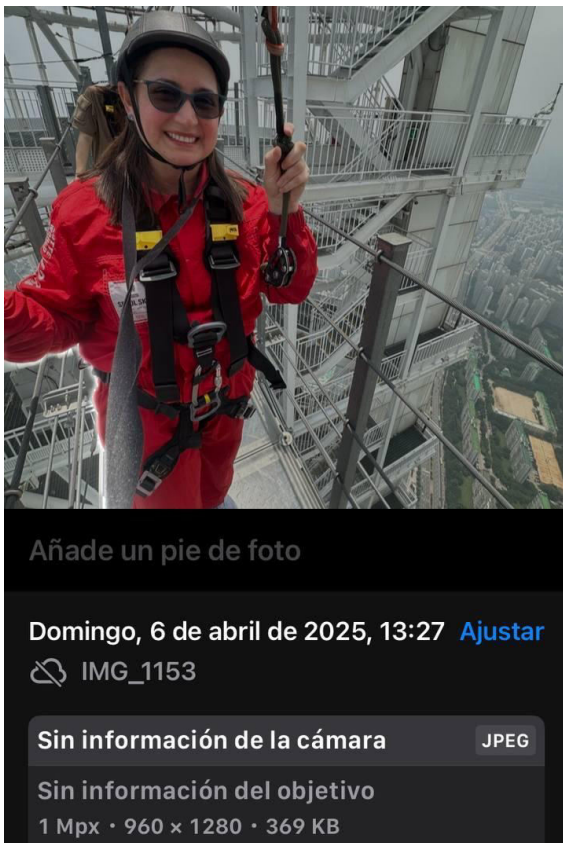 Añade un pie de foto
Domingo, 6 de abril de 2025, 13:27 Ajustar
IMG_1153
Sin información de la cámara JPEG
Sin información del objetivo
1 Mpx • 960 × 1280 • 369 KB